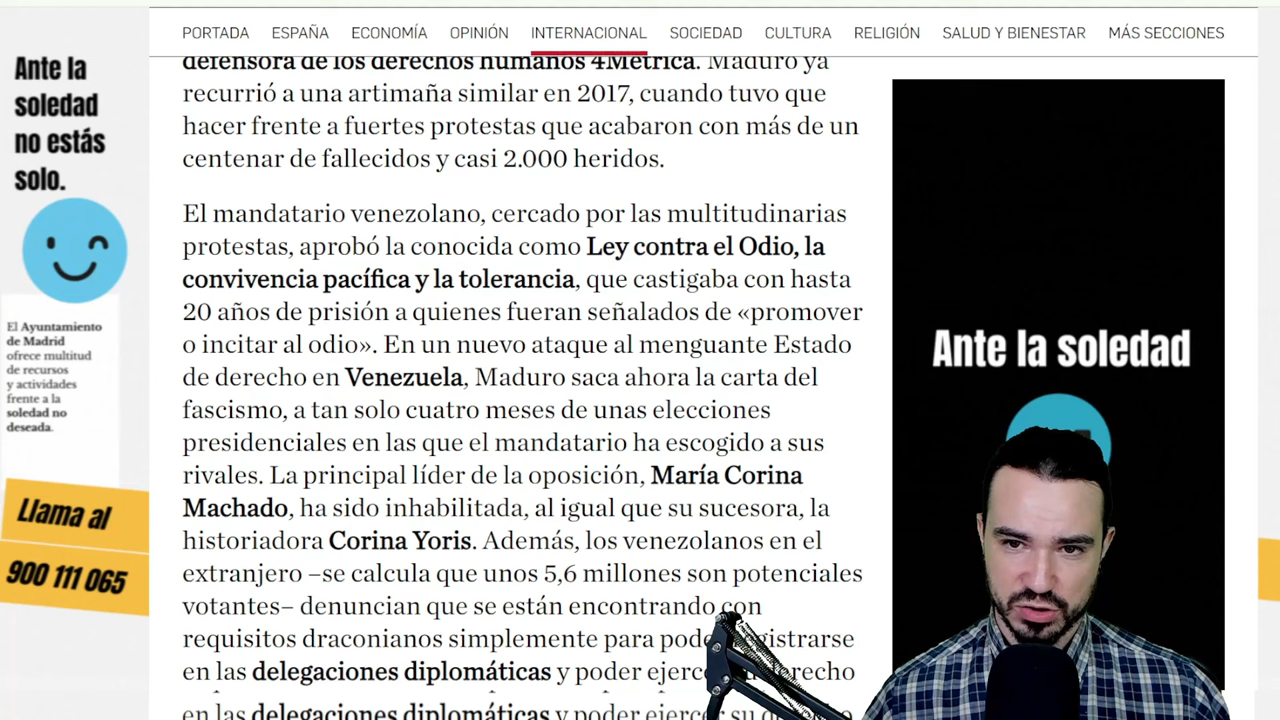 PORTADA ESPAÑA ECONOMÍA OPINIÓN INTERNACIONAL SOCIEDAD CULTURA RELIGIÓN SALUD Y BIENESTAR MÁS SECCIONES
Ante la
soledad
no estás
solo.
El Ayuntamiento
de Madrid
ofrece multitud
de recursos
y actividades
frente a la
soledad no
deseada.
Llama al
900 111 065
defensora de los derechos humanos 4Métrica. Maduro ya
recurrió a una artimaña similar en 2017, cuando tuvo que
hacer frente a fuertes protestas que acabaron con más de un
centenar de fallecidos y casi 2.000 heridos.
El mandatario venezolano, cercado por las multitudinarias
protestas, aprobó la conocida como Ley contra el Odio, la
convivencia pacífica y la tolerancia, que castigaba con hasta
20 años de prisión a quienes fueran señalados de «promover
o incitar al odio». En un nuevo ataque al menguante Estado
de derecho en Venezuela, Maduro saca ahora la carta del
fascismo, a tan solo cuatro meses de unas elecciones
presidenciales en las que el mandatario ha escogido a sus
rivales. La principal líder de la oposición, María Corina
Machado, ha sido inhabilitada, al igual que su sucesora, la
historiadora Corina Yoris. Además, los venezolanos en el
extranjero –se calcula que unos 5,6 millones son potenciales
votantes– denuncian que se están encontrando con
requisitos draconianos simplemente para pode gistrarse
en las delegaciones diplomáticas y poder ejerc derecho
en las delegaciones diplomáticas y poder ejercer su derecho
Ante la soledad